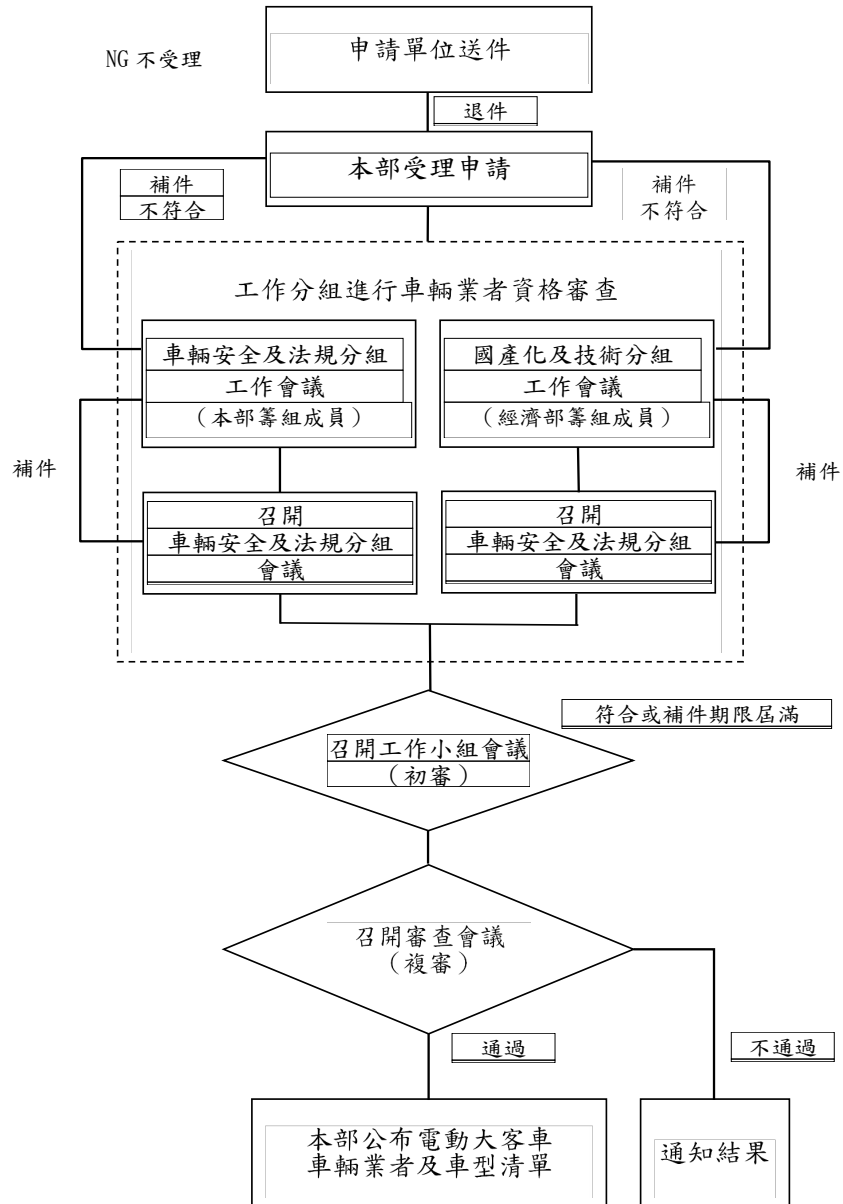 申請單位送件
NG 不受理
退件
本部受理申請
補件
不符合
補件
不符合
工作分組進行車輛業者資格審查
車輛安全及法規分組
工作會議
（本部籌組成員）
國產化及技術分組
工作會議
（經濟部籌組成員）
補件
補件
召開
車輛安全及法規分組
會議
召開
車輛安全及法規分組
會議
符合或補件期限屆滿
召開工作小組會議
（初審）
召開審查會議
（複審）
通過
不通過
本部公布電動大客車
車輛業者及車型清單
通知結果